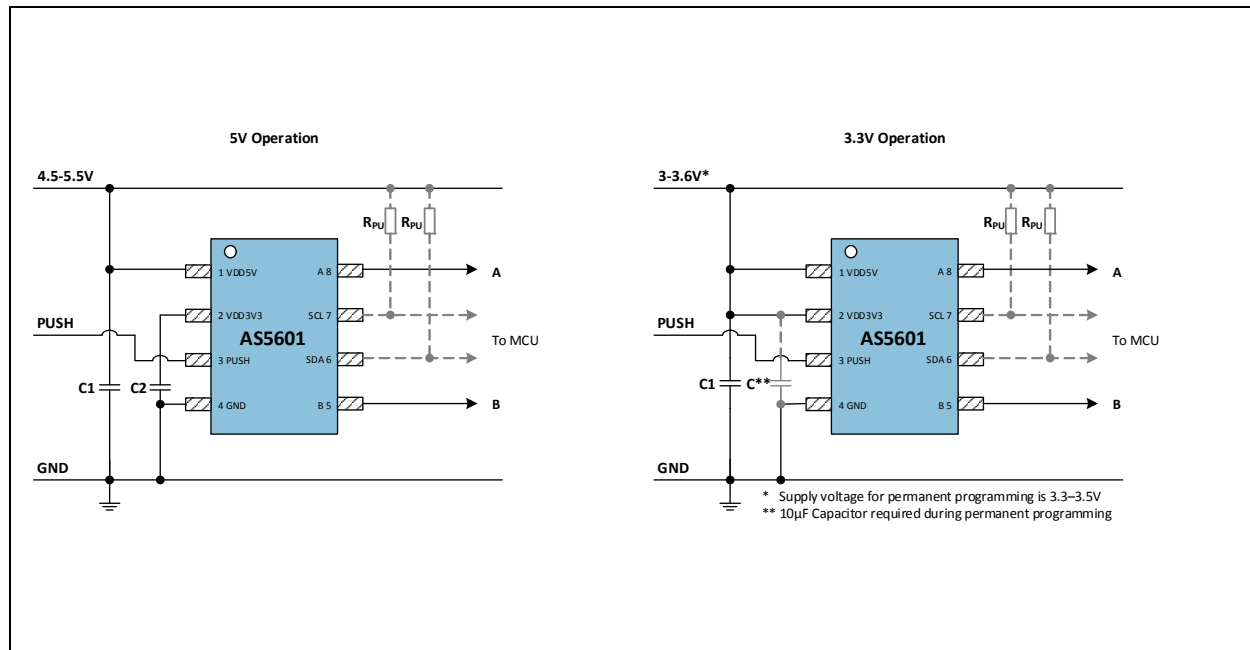 5V Operation
4.5-5.5V
RPU RPU
1 VDD5V
A 8
A
2 VDD3V3
SCL 7
PUSH
AS5601
To MCU
3 PUSH
SDA 6
C1
C2
4 GND
B 5
B
GND
3.3V Operation
3-3.6V*
RPU RPU
1 VDD5V
A 8
A
2 VDD3V3
SCL 7
PUSH
AS5601
To MCU
3 PUSH
SDA 6
C1
C**
4 GND
B 5
B
GND
* Supply voltage for permanent programming is 3.3–3.5V
** 10µF Capacitor required during permanent programming